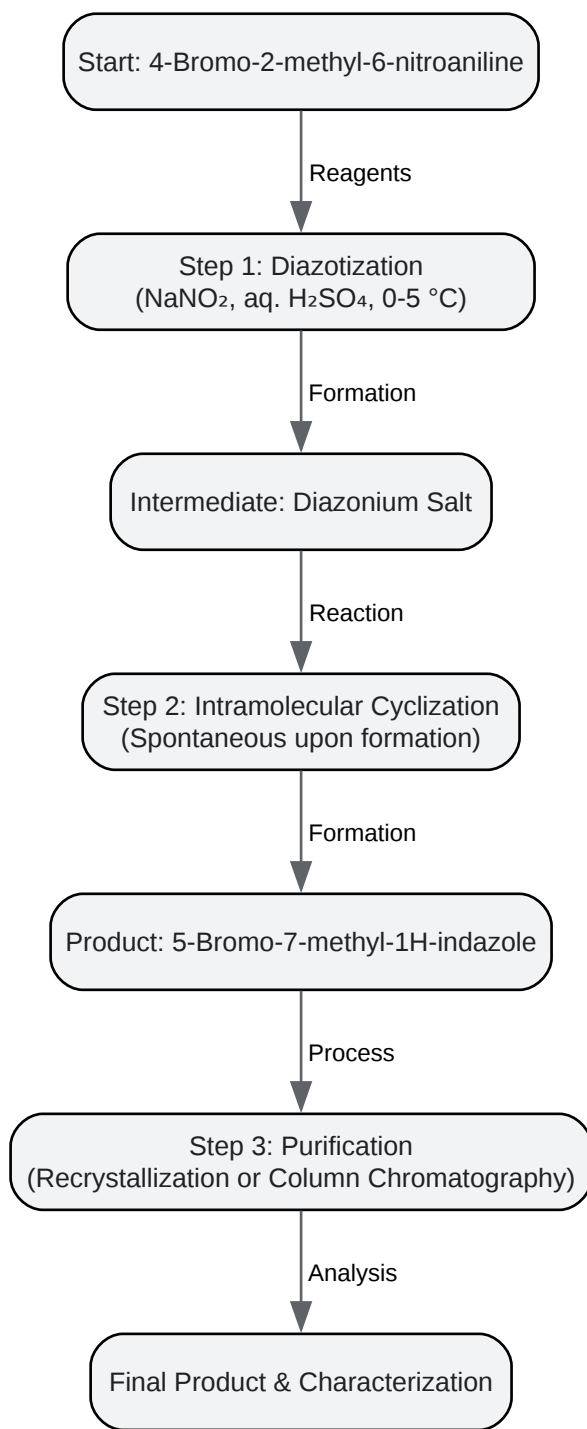 Start: 4-Bromo-2-methyl-6-nitroaniline
Reagents
Step 1: Diazotization
(NaNO₂, aq. H₂SO₄, 0-5 °C)
Formation
Intermediate: Diazonium Salt
Reaction
Step 2: Intramolecular Cyclization
(Spontaneous upon formation)
Formation
Product: 5-Bromo-7-methyl-1H-indazole
Process
Step 3: Purification
(Recrystallization or Column Chromatography)
Analysis
Final Product & Characterization